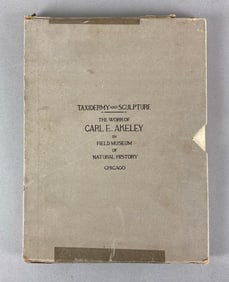 TAXIDERMY AND SCULPTURE
THE WORK OF
CARL E. AKELEY
IN
FIELD MUSEUM
OF
NATURAL HISTORY
CHICAGO